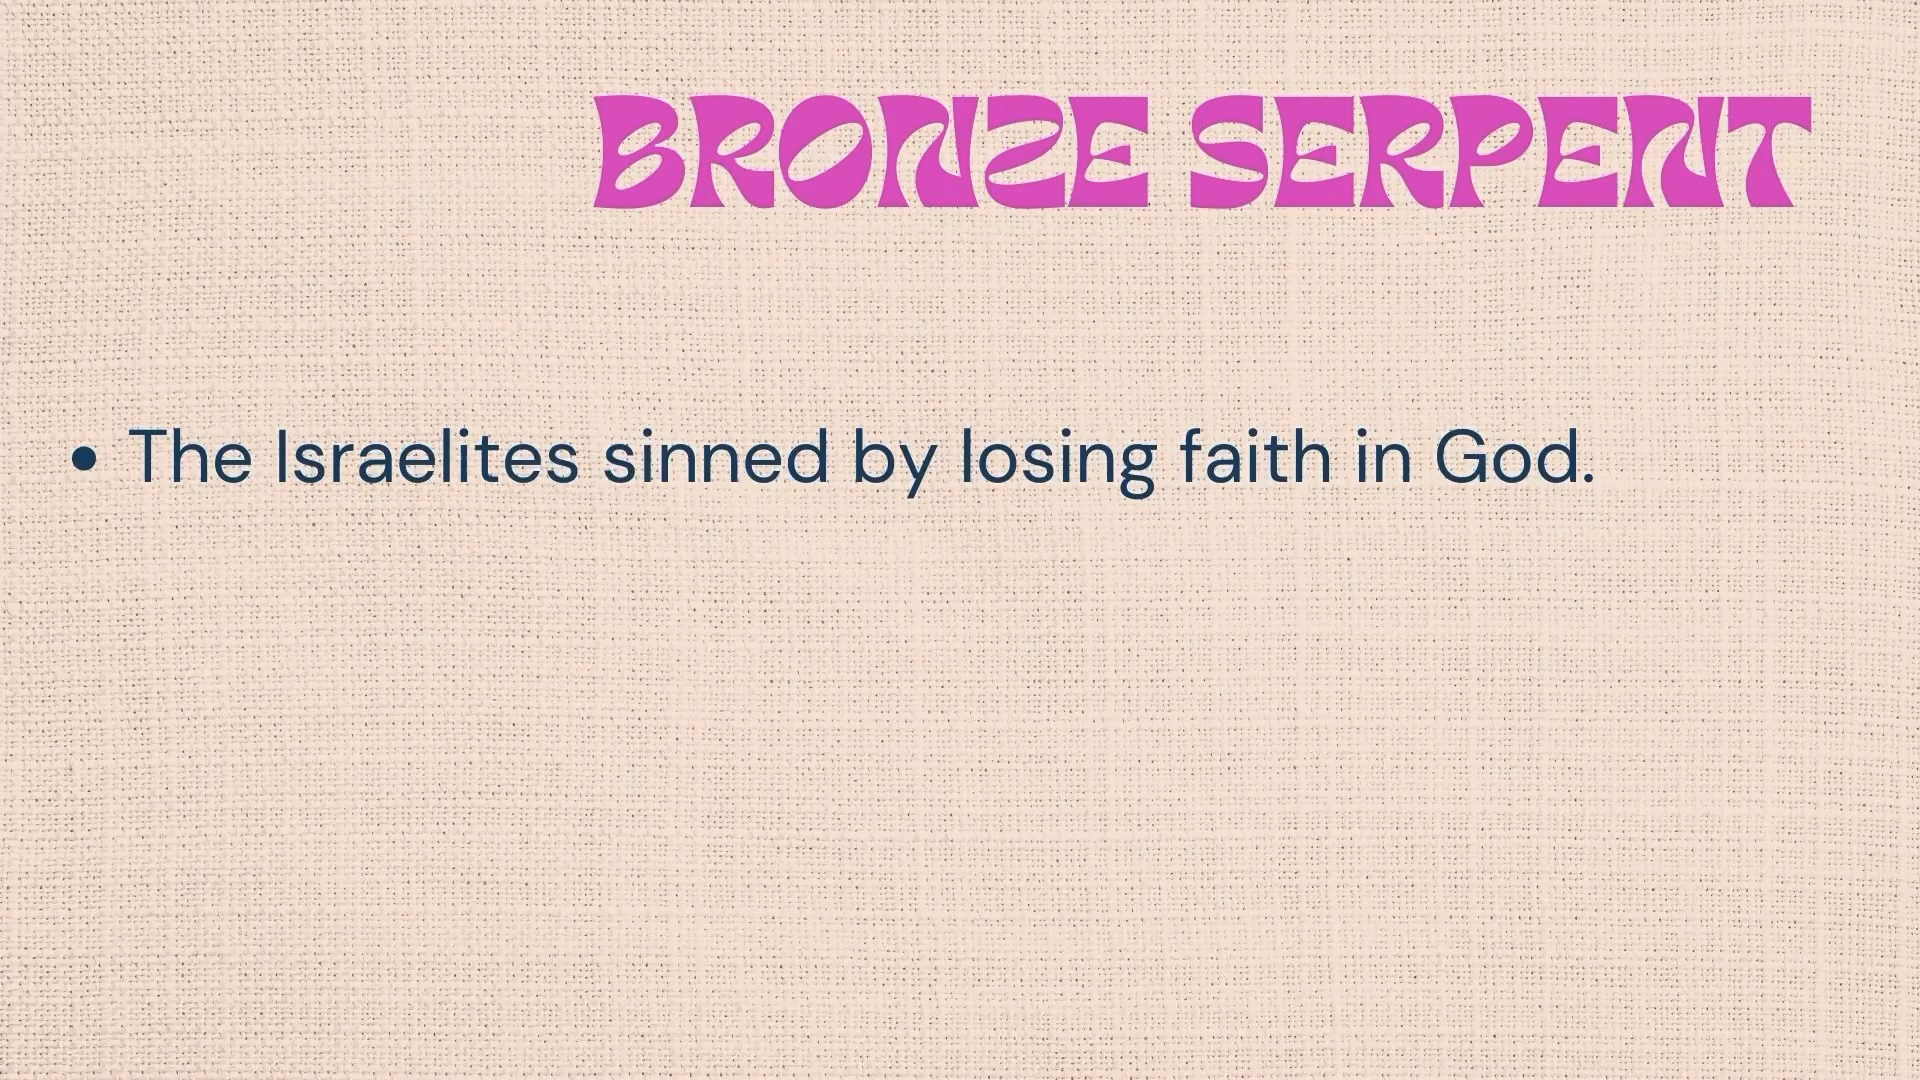 BRONZE SERPENT
• The Israelites sinned by losing faith in God.